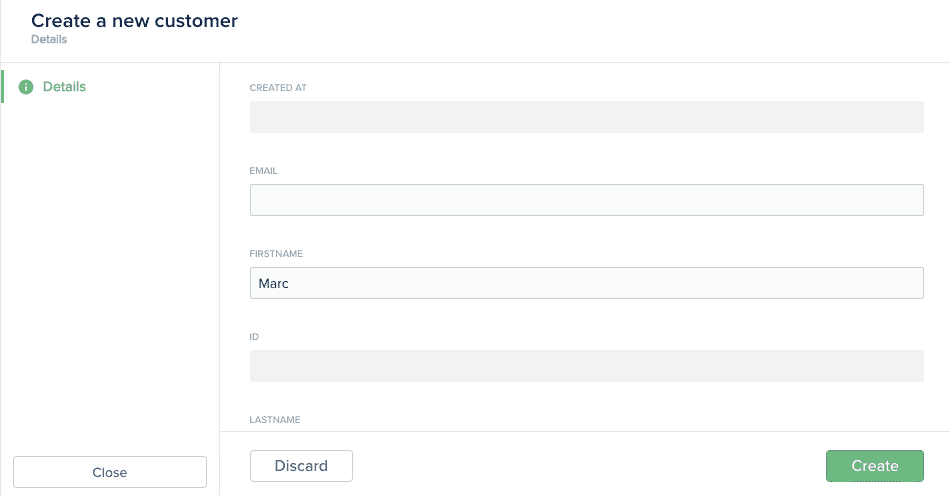 Create a new customer
Details
Details
CREATED AT
EMAIL
FIRSTNAME
Marc
ID
LASTNAME
Close
Discard
Create